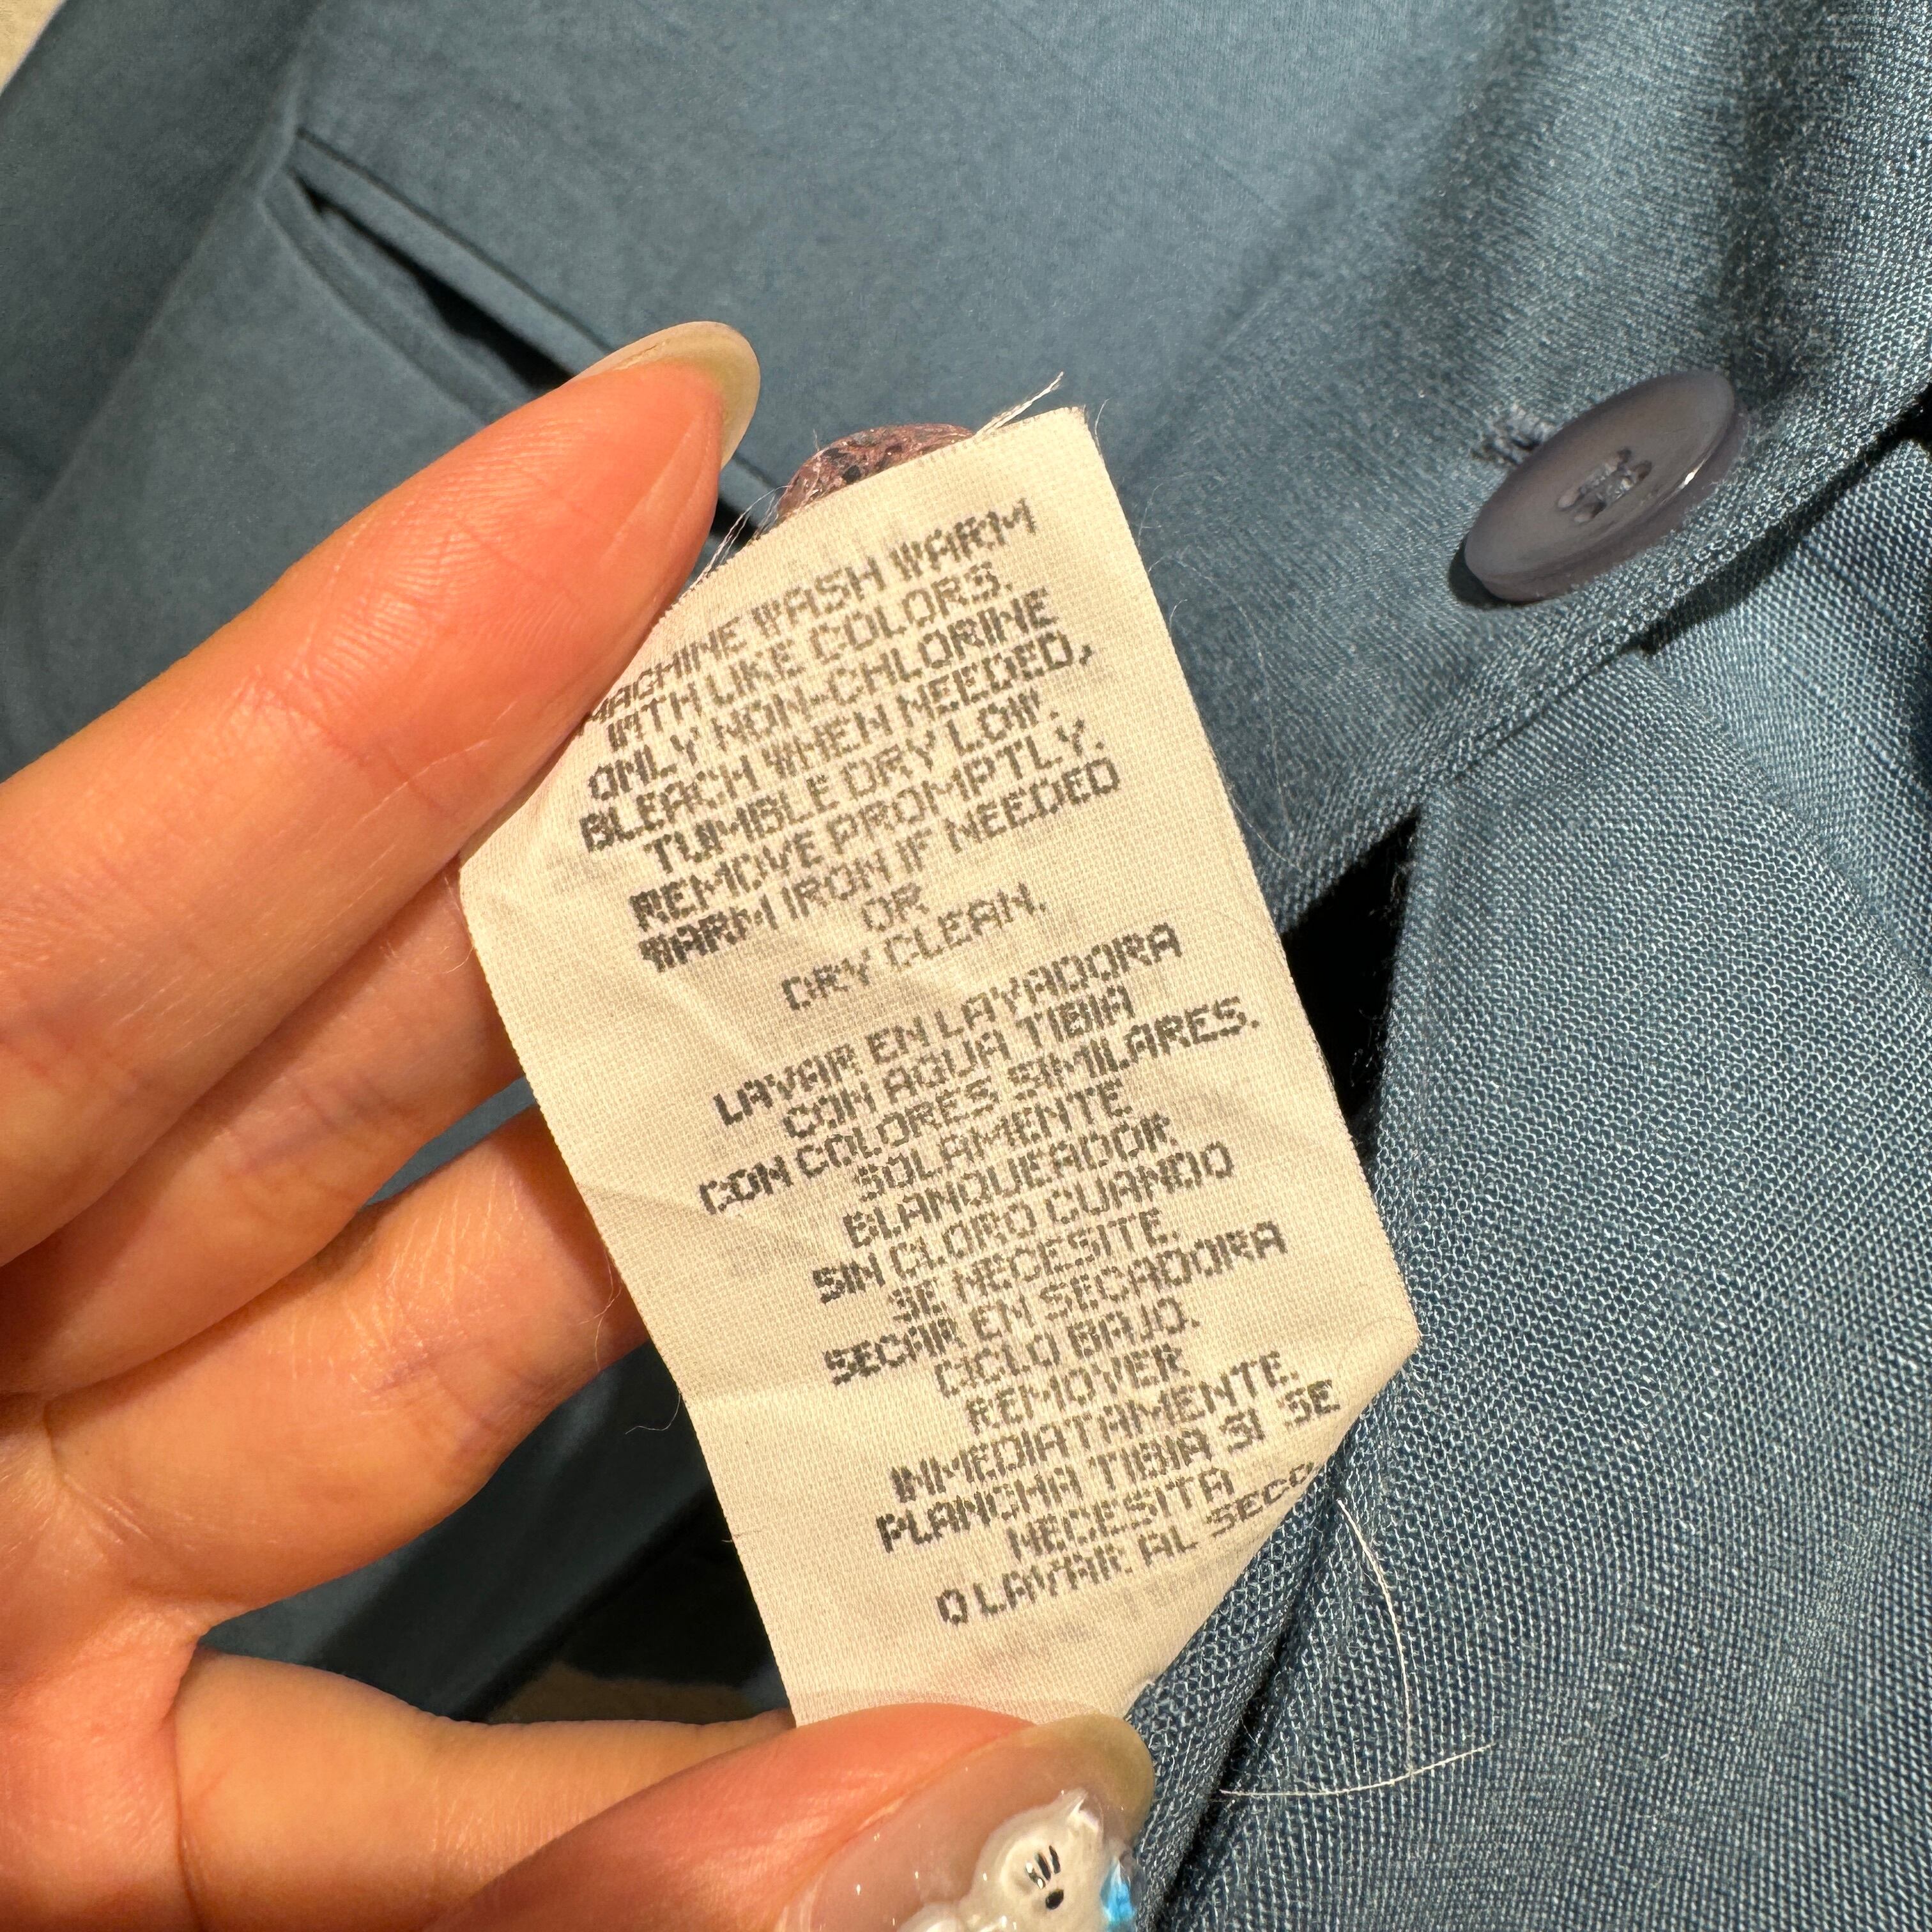 MACHINE WASH WARM
WITH LIKE COLORS.
ONLY NON-CHLORINE
BLEACH WHEN NEEDED,
TUMBLE DRY LOW.
REMOVE PROMPTLY.
WARM IRON IF NEEDED
OR
DRY CLEAN.
LAVAR EN LAVADORA
CON AGUA TIBIA
CON COLORES SIMILARES.
SOLAMENTE
BLANQUEADOR
SIN CLORO CUANDO
SE NECESITE.
SECAR EN SECADORA
CICLO BAJO.
REMOVER
INMEDIATAMENTE.
PLANCHA TIBIA SI SE
NECESITA
O LAVAR AL SECO.